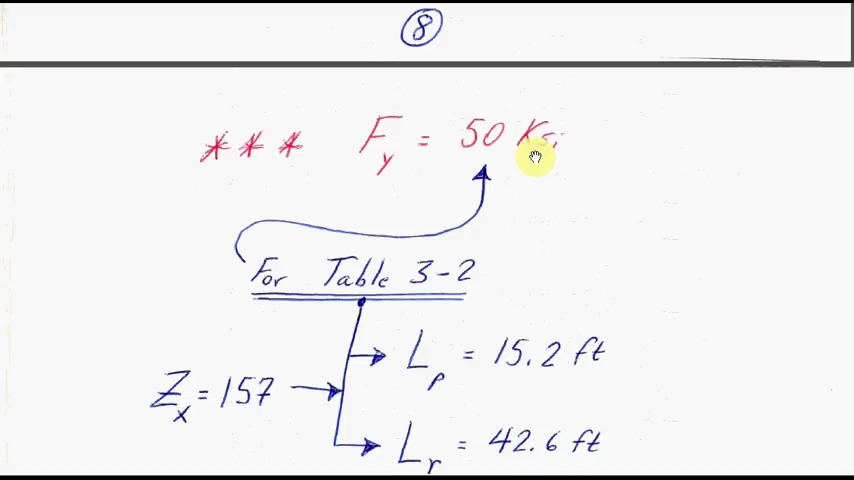 8
*** Fy = 50 Ksi
For Table 3-2
Lp = 15.2 ft
Zx = 157
Lr = 42.6 ft